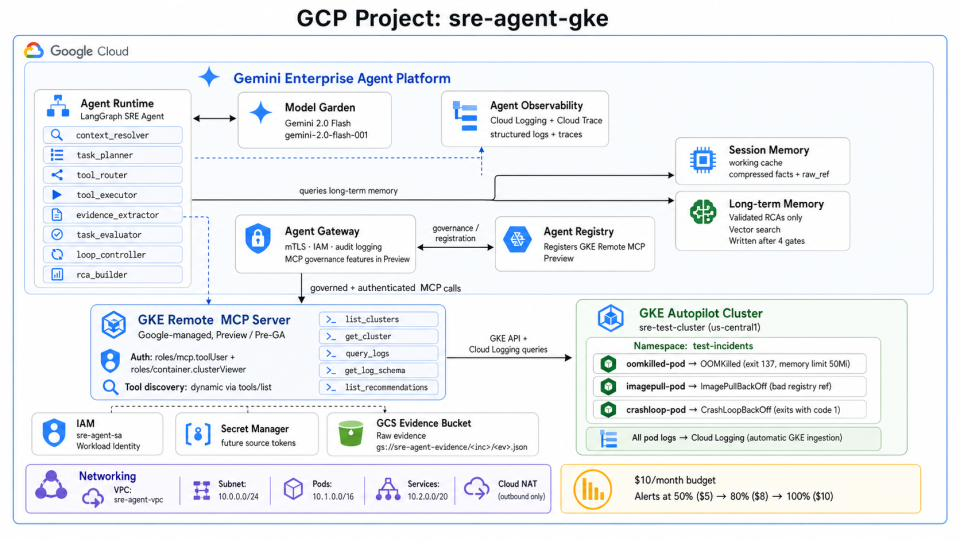 GCP Project: sre-agent-gke
Google Cloud
Gemini Enterprise Agent Platform
Agent Runtime
LangGraph SRE Agent
context_resolver
task_planner
tool_router
tool_executor
evidence_extractor
task_evaluator
loop_controller
rca_builder
Model Garden
Gemini 2.0 Flash
gemini-2.0-flash-001
Agent Observability
Cloud Logging + Cloud Trace
structured logs + traces
Session Memory
working cache
compressed facts + raw_ref
queries long-term memory
Long-term Memory
Validated RCAs only
Vector search
Written after 4 gates
Agent Gateway
mTLS · IAM · audit logging
MCP governance features in Preview
governance /
registration
Agent Registry
Registers GKE Remote MCP
Preview
governed + authenticated MCP calls
GKE Remote MCP Server
Google-managed, Preview / Pre-GA
Auth: roles/mcp.toolUser +
roles/container.clusterViewer
Tool discovery: dynamic via tools/list
>_ list_clusters
>_ get_cluster
>_ query_logs
>_ get_log_schema
>_ list_recommendations
GKE API +
Cloud Logging queries
GKE Autopilot Cluster
sre-test-cluster (us-central1)
Namespace: test-incidents
oomkilled-pod → OOMKilled (exit 137, memory limit 50Mi)
imagepull-pod → ImagePullBackOff (bad registry ref)
crashloop-pod → CrashLoopBackOff (exits with code 1)
All pod logs → Cloud Logging (automatic GKE ingestion)
IAM
sre-agent-sa
Workload Identity
Secret Manager
future source tokens
GCS Evidence Bucket
Raw evidence
gs://sre-agent-evidence/<inc>/<ev>.json
Networking
VPC:
sre-agent-vpc
Subnet:
10.0.0.0/24
Pods:
10.1.0.0/16
Services:
10.2.0.0/20
Cloud NAT
(outbound only)
$10/month budget
Alerts at 50% ($5) → 80% ($8) → 100% ($10)